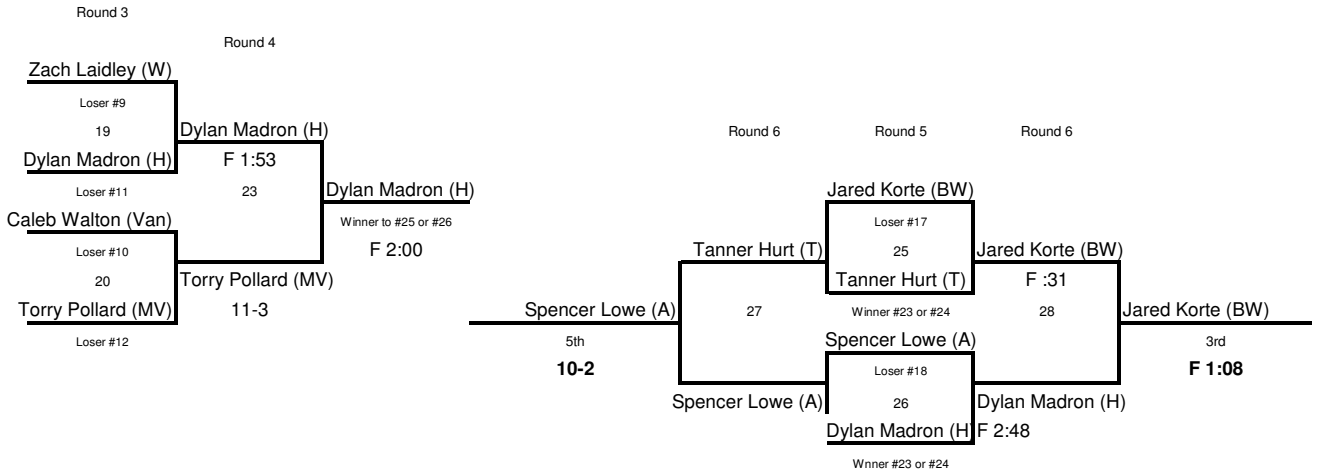 Round 3
Round 4
Zach Laidley (W)
Loser #9
19
Dylan Madron (H)
Dylan Madron (H)
F 1:53
Loser #11
23
Dylan Madron (H)
Caleb Walton (Van)
Winner to #25 or #26
Loser #10
F 2:00
20
Torry Pollard (MV)
Torry Pollard (MV)
11-3
Loser #12
Round 6
Round 5
Round 6
Jared Korte (BW)
Loser #17
Tanner Hurt (T)
25
Jared Korte (BW)
Tanner Hurt (T)
F :31
Spencer Lowe (A)
27
Winner #23 or #24
28
Jared Korte (BW)
5th
Spencer Lowe (A)
3rd
10-2
Loser #18
F 1:08
Spencer Lowe (A)
26
Dylan Madron (H)
Dylan Madron (H)
F 2:48
Wnner #23 or #24